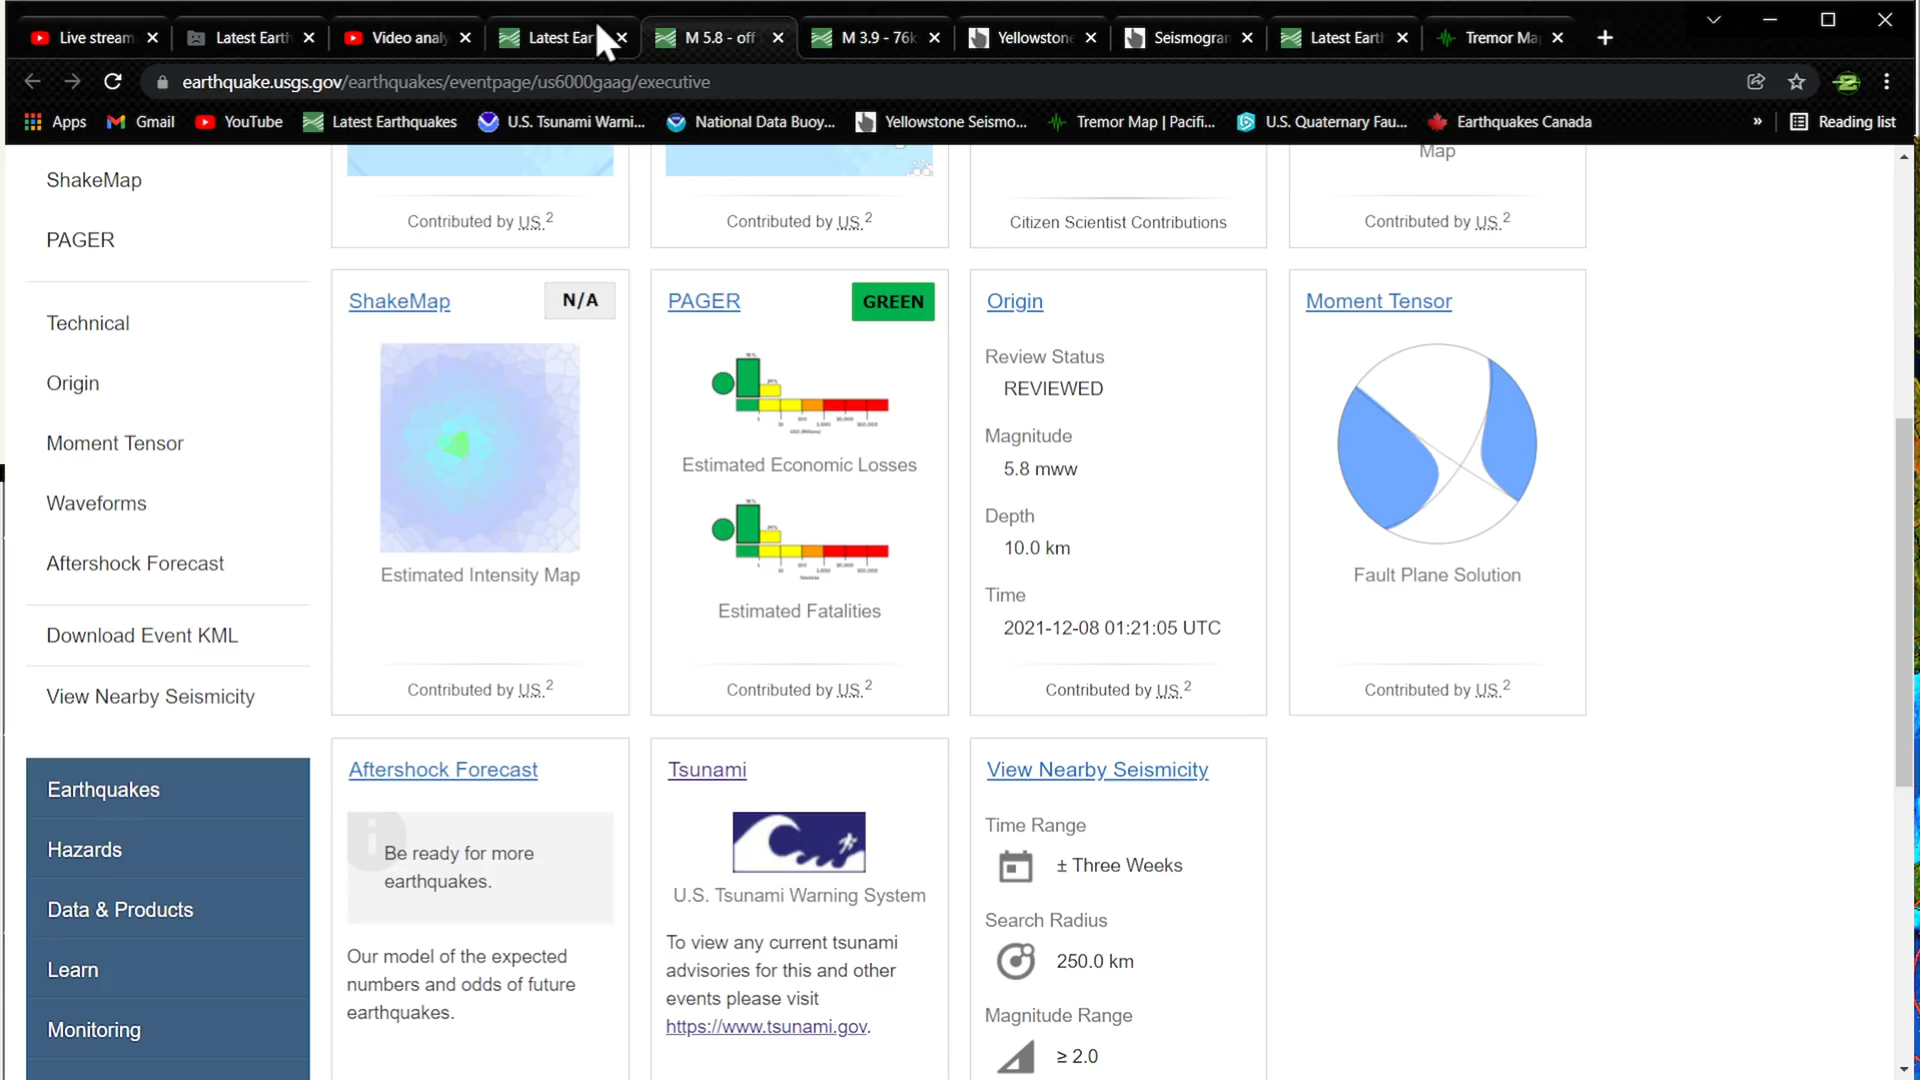 Live stream
Latest Earth
Video analy
Latest Ear
M 5.8 - off
M 3.9 - 76k
Yellowstone
Seismogra
Latest Earth
Tremor Ma
earthquake.usgs.gov/earthquakes/eventpage/us6000gaag/executive
Apps
Gmail
YouTube
Latest Earthquakes
U.S. Tsunami Warni...
National Data Buoy...
Yellowstone Seismo...
Tremor Map | Pacifi...
U.S. Quaternary Fau...
Earthquakes Canada
»
Reading list
ShakeMap
PAGER
Technical
Origin
Moment Tensor
Waveforms
Aftershock Forecast
Download Event KML
View Nearby Seismicity
Earthquakes
Hazards
Data & Products
Learn
Monitoring
Contributed by US 2
Contributed by US 2
Citizen Scientist Contributions
Map
Contributed by US 2
ShakeMap
N/A
Estimated Intensity Map
Contributed by US 2
PAGER
GREEN
Estimated Economic Losses
Estimated Fatalities
Contributed by US 2
Origin
Review Status
REVIEWED
Magnitude
5.8 mww
Depth
10.0 km
Time
2021-12-08 01:21:05 UTC
Contributed by US 2
Moment Tensor
Fault Plane Solution
Contributed by US 2
Aftershock Forecast
Be ready for more
earthquakes.
Our model of the expected
numbers and odds of future
earthquakes.
Tsunami
U.S. Tsunami Warning System
To view any current tsunami
advisories for this and other
events please visit
https://www.tsunami.gov.
View Nearby Seismicity
Time Range
± Three Weeks
Search Radius
250.0 km
Magnitude Range
≥ 2.0